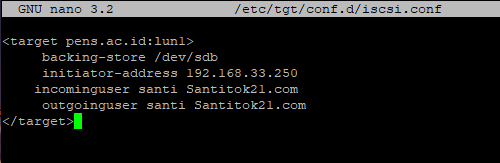 GNU nano 3.2 /etc/tgt/conf.d/iscsi.conf
<target pens.ac.id:lun1>
backing-store /dev/sdb
initiator-address 192.168.33.250
incominguser santi Santitok21.com
outgoinguser santi Santitok21.com
</target>